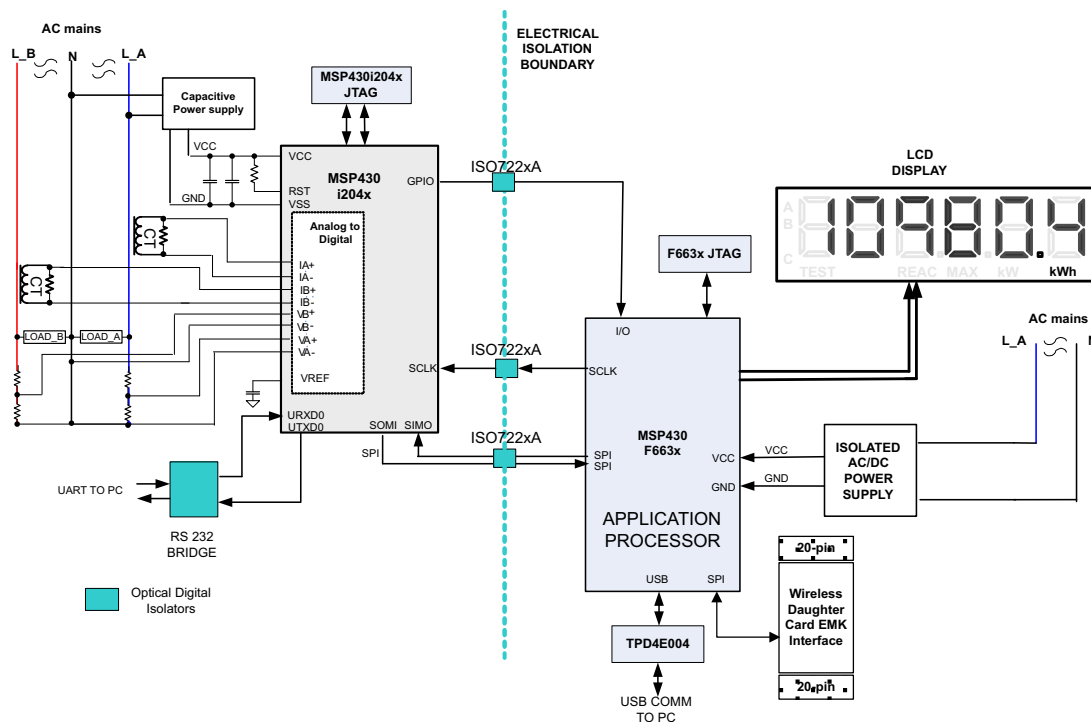 AC mains
L_B
N
L_A
Capacitive
Power supply
MSP430i204x
JTAG
ELECTRICAL
ISOLATION
BOUNDARY
VCC
GND
VCC
RST
VSS
MSP430
i204x
GPIO
ISO722xA
Analog to
Digital
CT
CT
IA+
IA-
IB+
IB-
VB+
VB-
VA+
VA-
LOAD_B
LOAD_A
VREF
SCLK
ISO722xA
URXD0
UTXD0
SOMI
SIMO
SPI
ISO722xA
UART TO PC
RS 232
BRIDGE
Optical Digital
Isolators
LCD
DISPLAY
A
B
C
10980.4
TEST
REAC
MAX
kW
kWh
F663x JTAG
I/O
SCLK
SPI
SPI
MSP430
F663x
VCC
GND
APPLICATION
PROCESSOR
USB
SPI
VCC
GND
ISOLATED
AC/DC
POWER
SUPPLY
AC mains
L_A
N
20-pin
Wireless
Daughter
Card EMK
Interface
20-pin
TPD4E004
USB COMM
TO PC